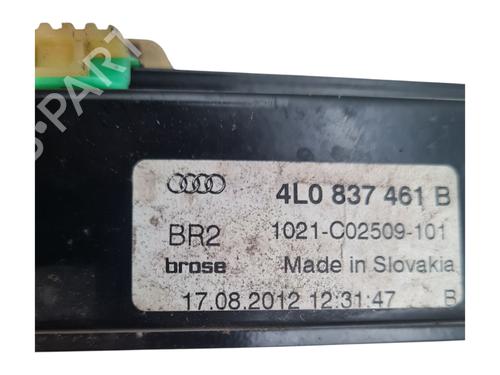 4L0 837 461 B
BR2 1021-C02509-101
brose Made in Slovakia
17.08.2012 12:31:47 B